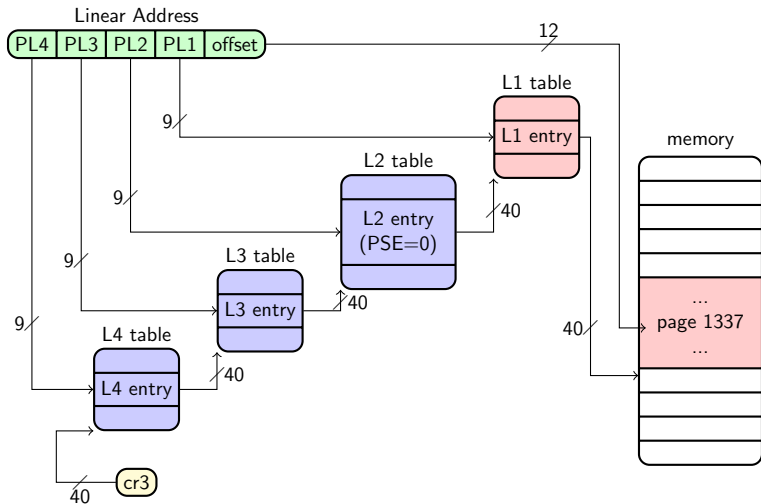 Linear Address
PL4 PL3 PL2 PL1 offset
12
L1 table
9
L1 entry
memory
L2 table
9
L2 entry
(PSE=0)
40
L3 table
9
L3 entry
40
...
page 1337
...
9
40
L4 table
L4 entry
40
cr3
40